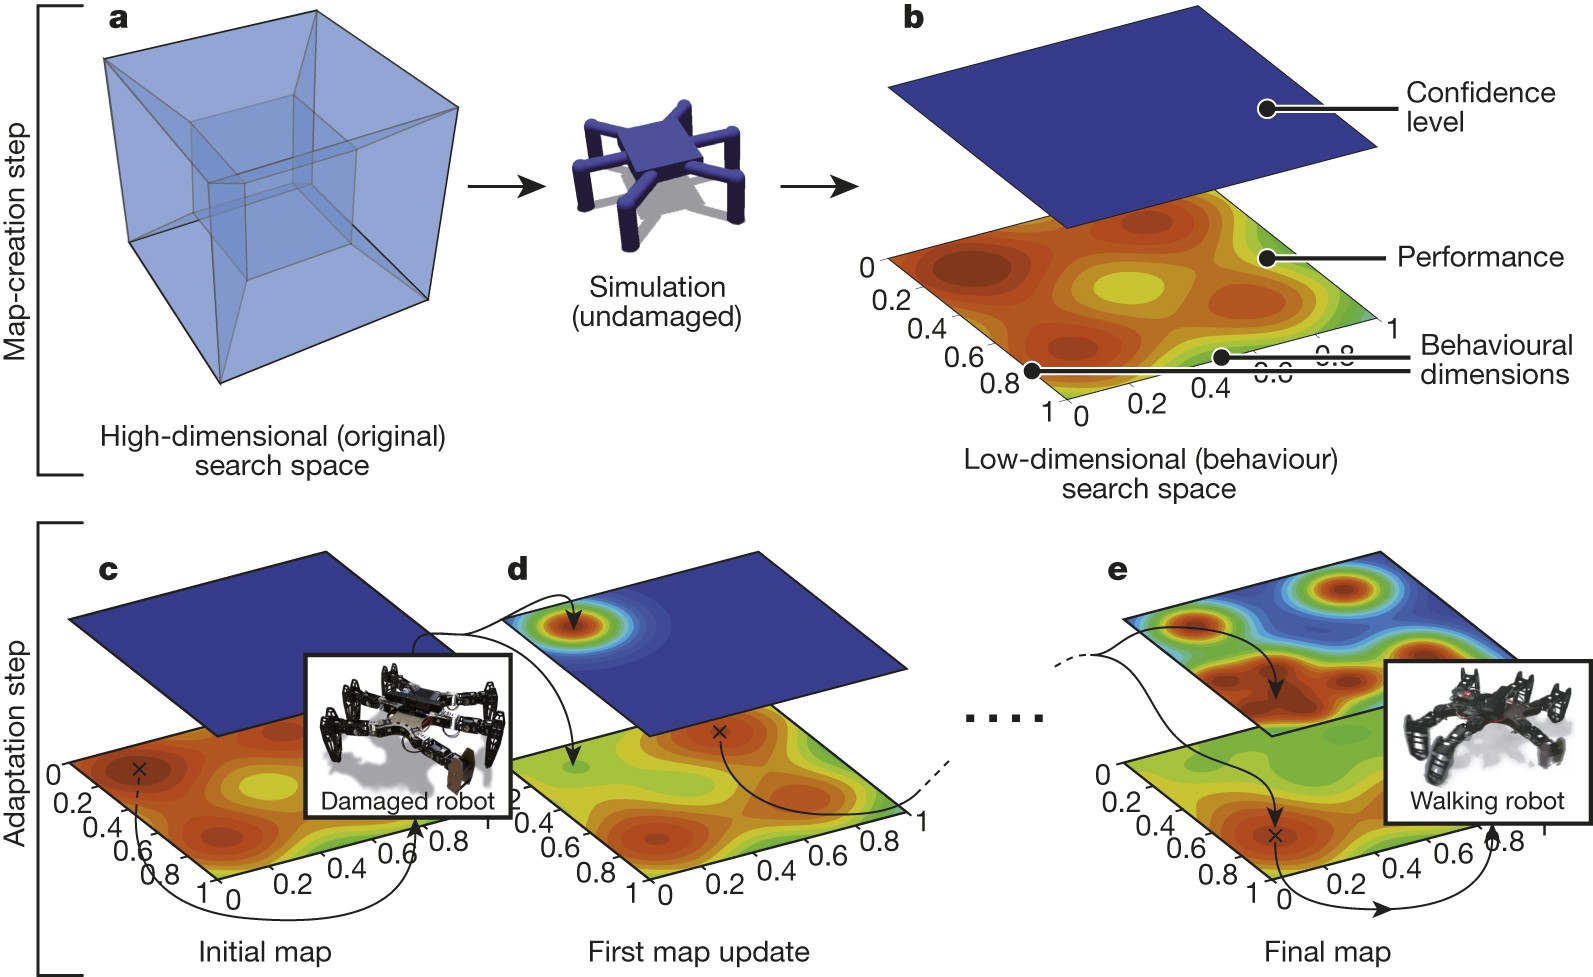 Map-creation step
a
Simulation
(undamaged)
High-dimensional (original)
search space
b
Confidence
level
Performance
Behavioural
dimensions
0
0.2
0.4
0.6
0.8
1
0
0.2
0.4
0.6
0.8
1
Low-dimensional (behaviour)
search space
Adaptation step
c
Damaged robot
0
0.2
0.4
0.6
0.8
1
0
0.2
0.4
0.6
0.8
Initial map
d
0.4
0.6
0.8
1
0
0.2
0.4
0.6
0.8
1
First map update
e
Walking robot
0
0.2
0.4
0.6
0.8
1
0
0.2
0.4
0.6
0.8
Final map